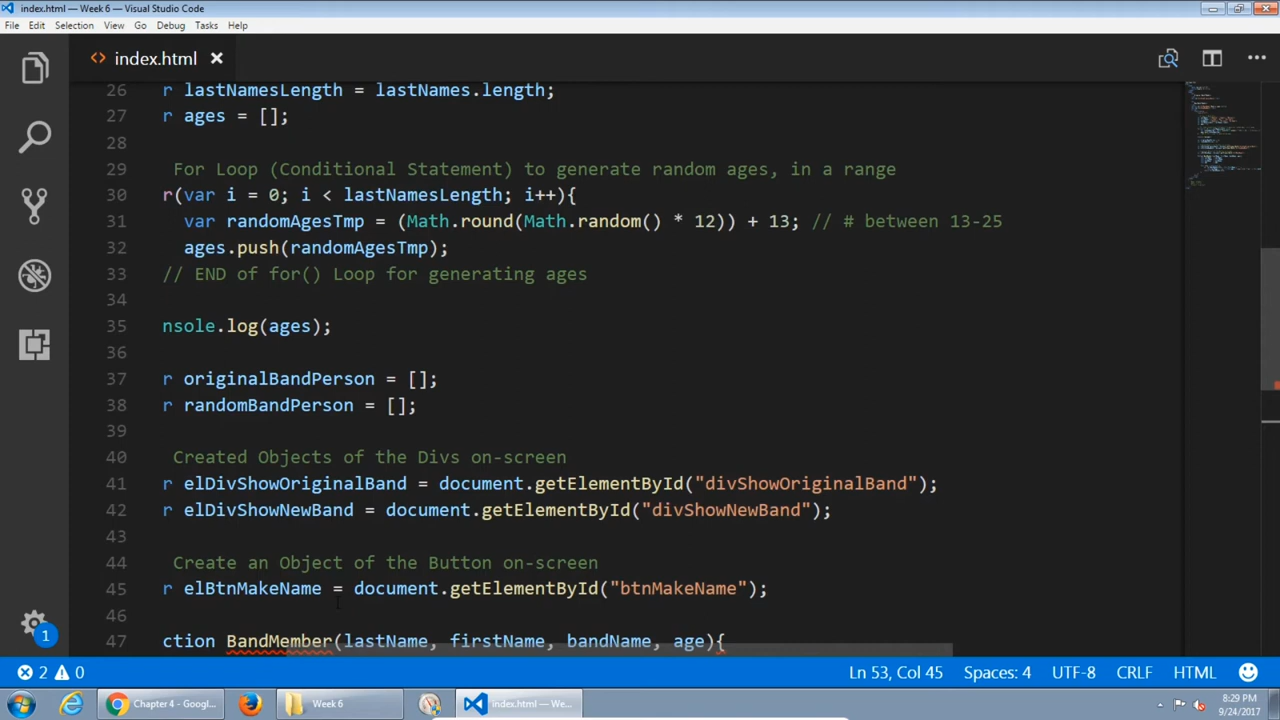 index.html — Week 6 — Visual Studio Code
File Edit Selection View Go Debug Tasks Help
index.html
26 r lastNamesLength = lastNames.length;
27 r ages = [];
28
29 For Loop (Conditional Statement) to generate random ages, in a range
30 r(var i = 0; i < lastNamesLength; i++){
31 var randomAgesTmp = (Math.round(Math.random() * 12)) + 13; // # between 13-25
32 ages.push(randomAgesTmp);
33 // END of for() Loop for generating ages
34
35 nsole.log(ages);
36
37 r originalBandPerson = [];
38 r randomBandPerson = [];
39
40 Created Objects of the Divs on-screen
41 r elDivShowOriginalBand = document.getElementById("divShowOriginalBand");
42 r elDivShowNewBand = document.getElementById("divShowNewBand");
43
44 Create an Object of the Button on-screen
45 r elBtnMakeName = document.getElementById("btnMakeName");
46
47 ction BandMember(lastName, firstName, bandName, age){
1
2 0 Ln 53, Col 45 Spaces: 4 UTF-8 CRLF HTML
Chapter 4 - Googl... Week 6 index.html — We... 8:29 PM
9/24/2017